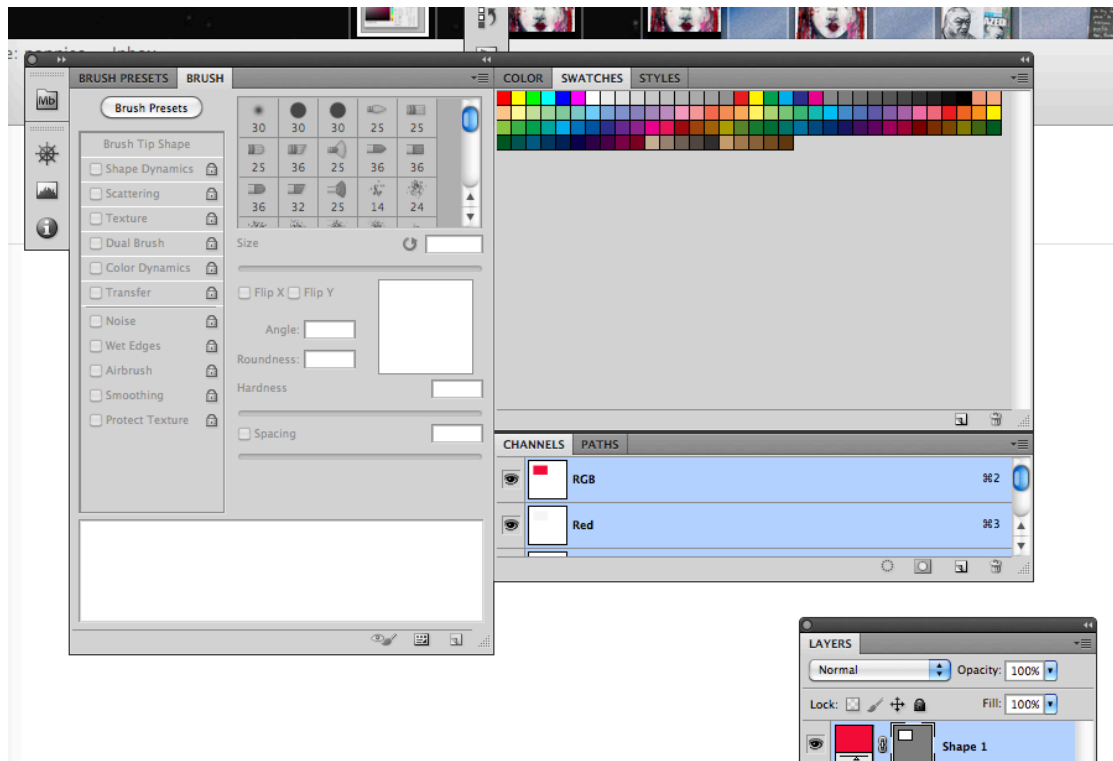 Inbox
BRUSH PRESETS BRUSH
COLOR SWATCHES STYLES
Mb
Brush Presets
30 30 30 25 25
Brush Tip Shape
25 36 25 36 36
Shape Dynamics
Scattering
36 32 25 14 24
Texture
Dual Brush
Size
Color Dynamics
Transfer
Flip X Flip Y
Noise
Angle:
Wet Edges
Roundness:
Airbrush
Hardness
Smoothing
Protect Texture
Spacing
CHANNELS PATHS
RGB ⌘2
Red ⌘3
LAYERS
Normal Opacity: 100%
Lock: Fill: 100%
Shape 1